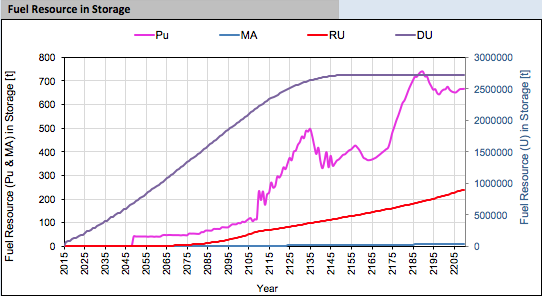 Fuel Resource in Storage
Pu MA RU DU
800
700
600
500
400
300
200
100
0
Fuel Resource (Pu & MA) in Storage [t]
3000000
2500000
2000000
1500000
1000000
500000
0
Fuel Resource (U) in Storage [t]
2015 2025 2035 2045 2055 2065 2075 2085 2095 2105 2115 2125 2135 2145 2155 2165 2175 2185 2195 2205
Year